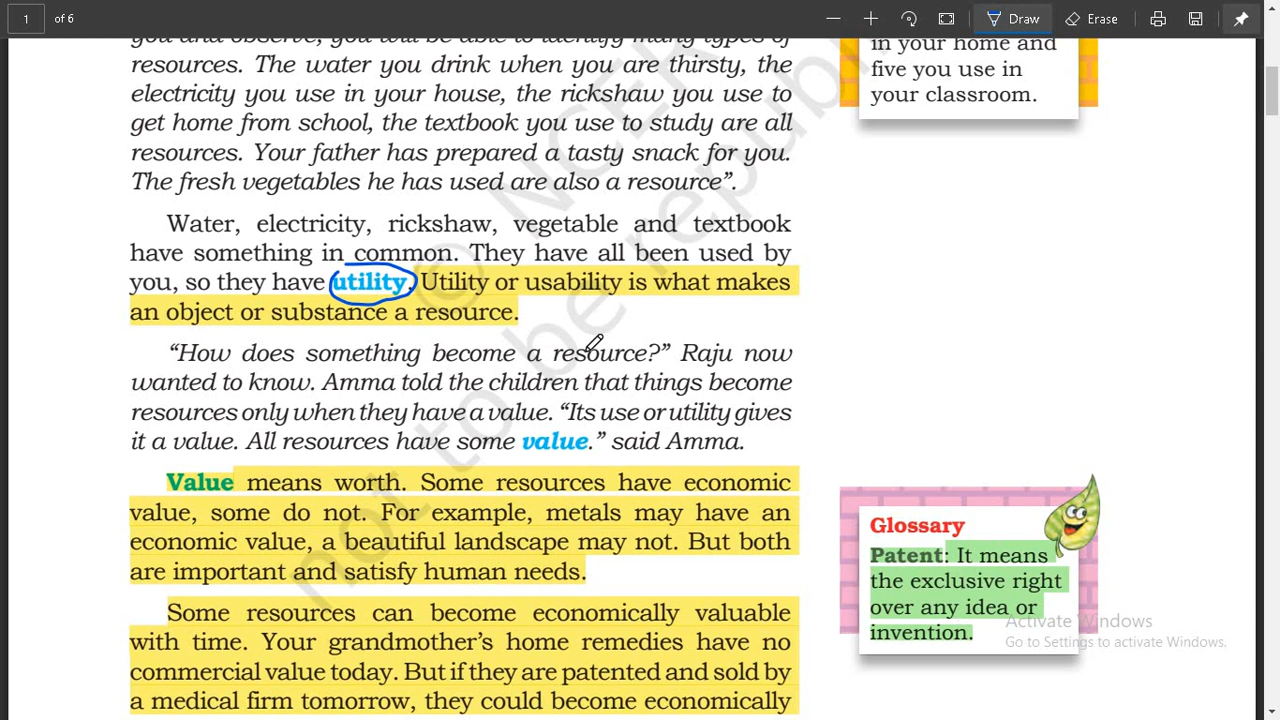 1 of 6
Draw
Erase
you and observe, you will be able to identify many types of
resources. The water you drink when you are thirsty, the
electricity you use in your house, the rickshaw you use to
get home from school, the textbook you use to study are all
resources. Your father has prepared a tasty snack for you.
The fresh vegetables he has used are also a resource”.
Water, electricity, rickshaw, vegetable and textbook
have something in common. They have all been used by
you, so they have utility. Utility or usability is what makes
an object or substance a resource.
“How does something become a resource?” Raju now
wanted to know. Amma told the children that things become
resources only when they have a value. “Its use or utility gives
it a value. All resources have some value.” said Amma.
Value means worth. Some resources have economic
value, some do not. For example, metals may have an
economic value, a beautiful landscape may not. But both
are important and satisfy human needs.
Some resources can become economically valuable
with time. Your grandmother’s home remedies have no
commercial value today. But if they are patented and sold by
a medical firm tomorrow, they could become economically
in your home and
five you use in
your classroom.
Glossary
Patent: It means
the exclusive right
over any idea or
invention.
Activate Windows
Go to Settings to activate Windows.
© NCER
not to be republi